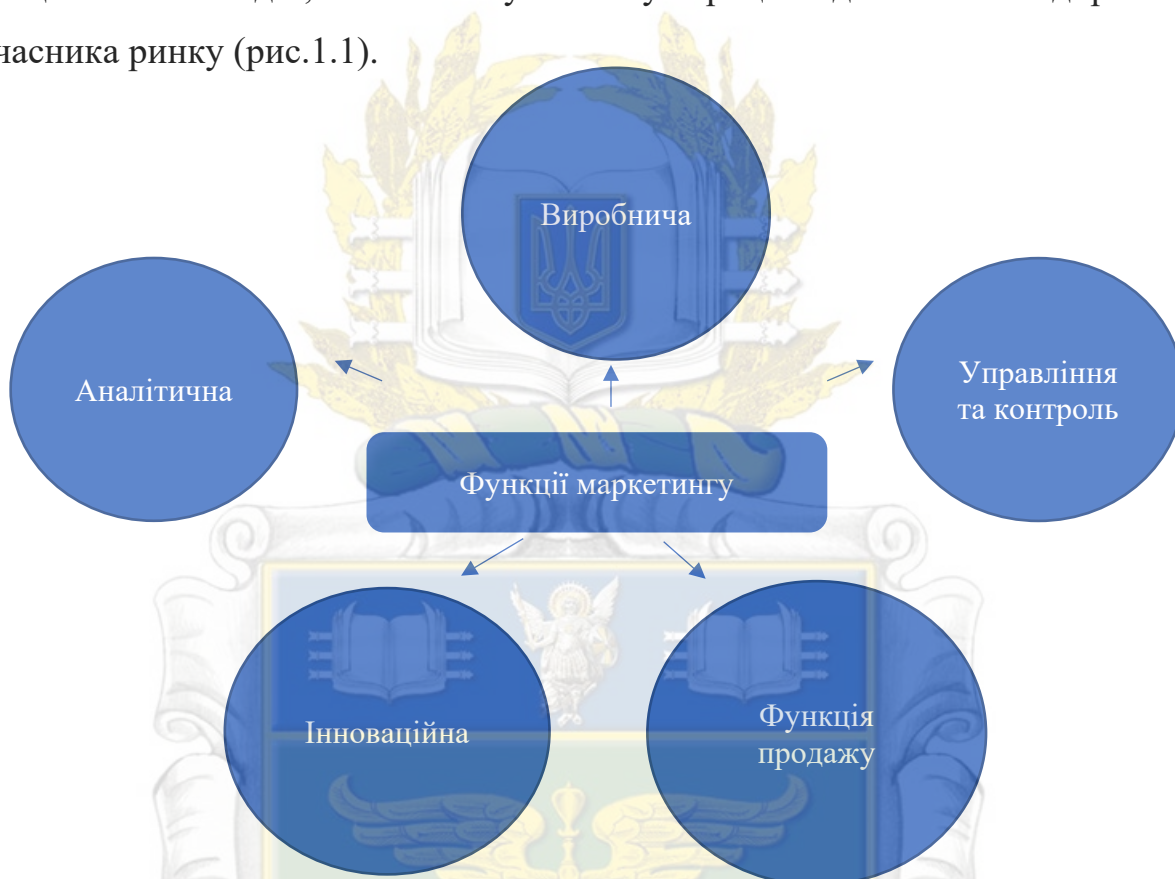 часника ринку (рис.1.1).
Виробнича
Аналітична
Управління
та контроль
Функції маркетингу
Інноваційна
Функція
продажу